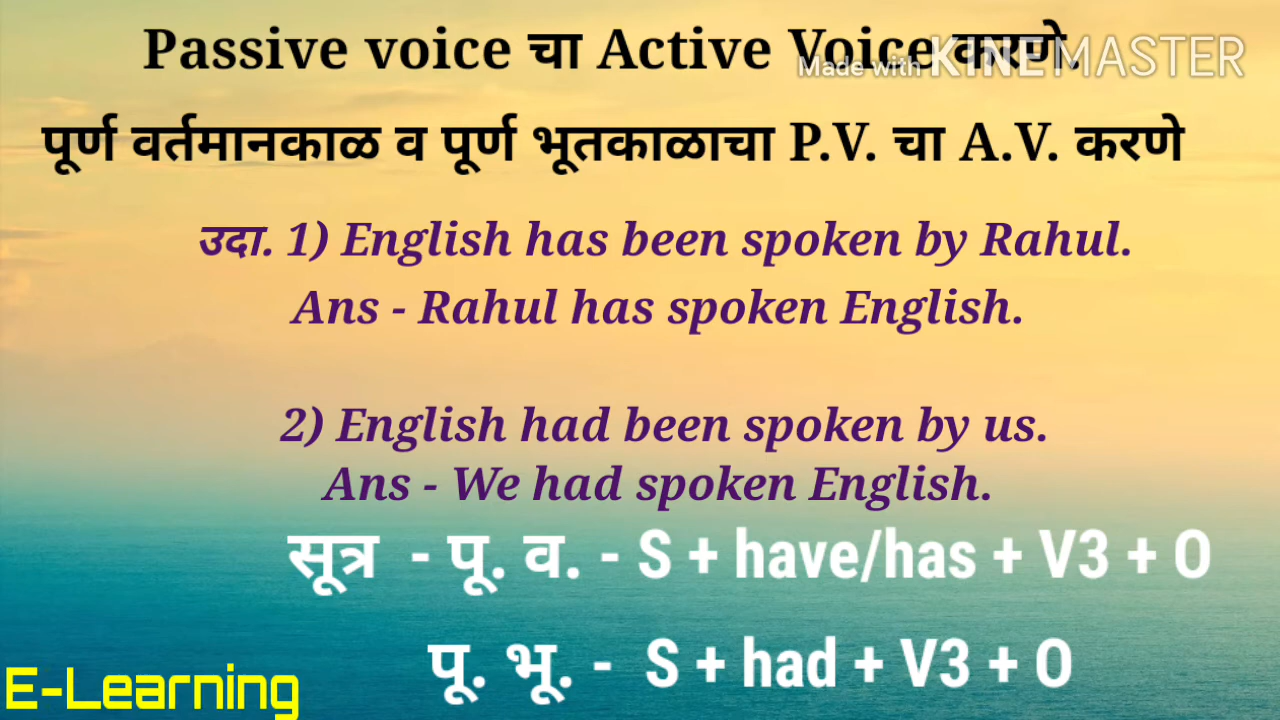 Passive voice चा Active Voice करणे.
Made with KINEMASTER
पूर्ण वर्तमानकाळ व पूर्ण भूतकाळाचा P.V. चा A.V. करणे
उदा. 1) English has been spoken by Rahul.
Ans - Rahul has spoken English.
2) English had been spoken by us.
Ans - We had spoken English.
सूत्र - पू. व. - S + have/has + V3 + O
पू. भू. - S + had + V3 + O
E-Learning